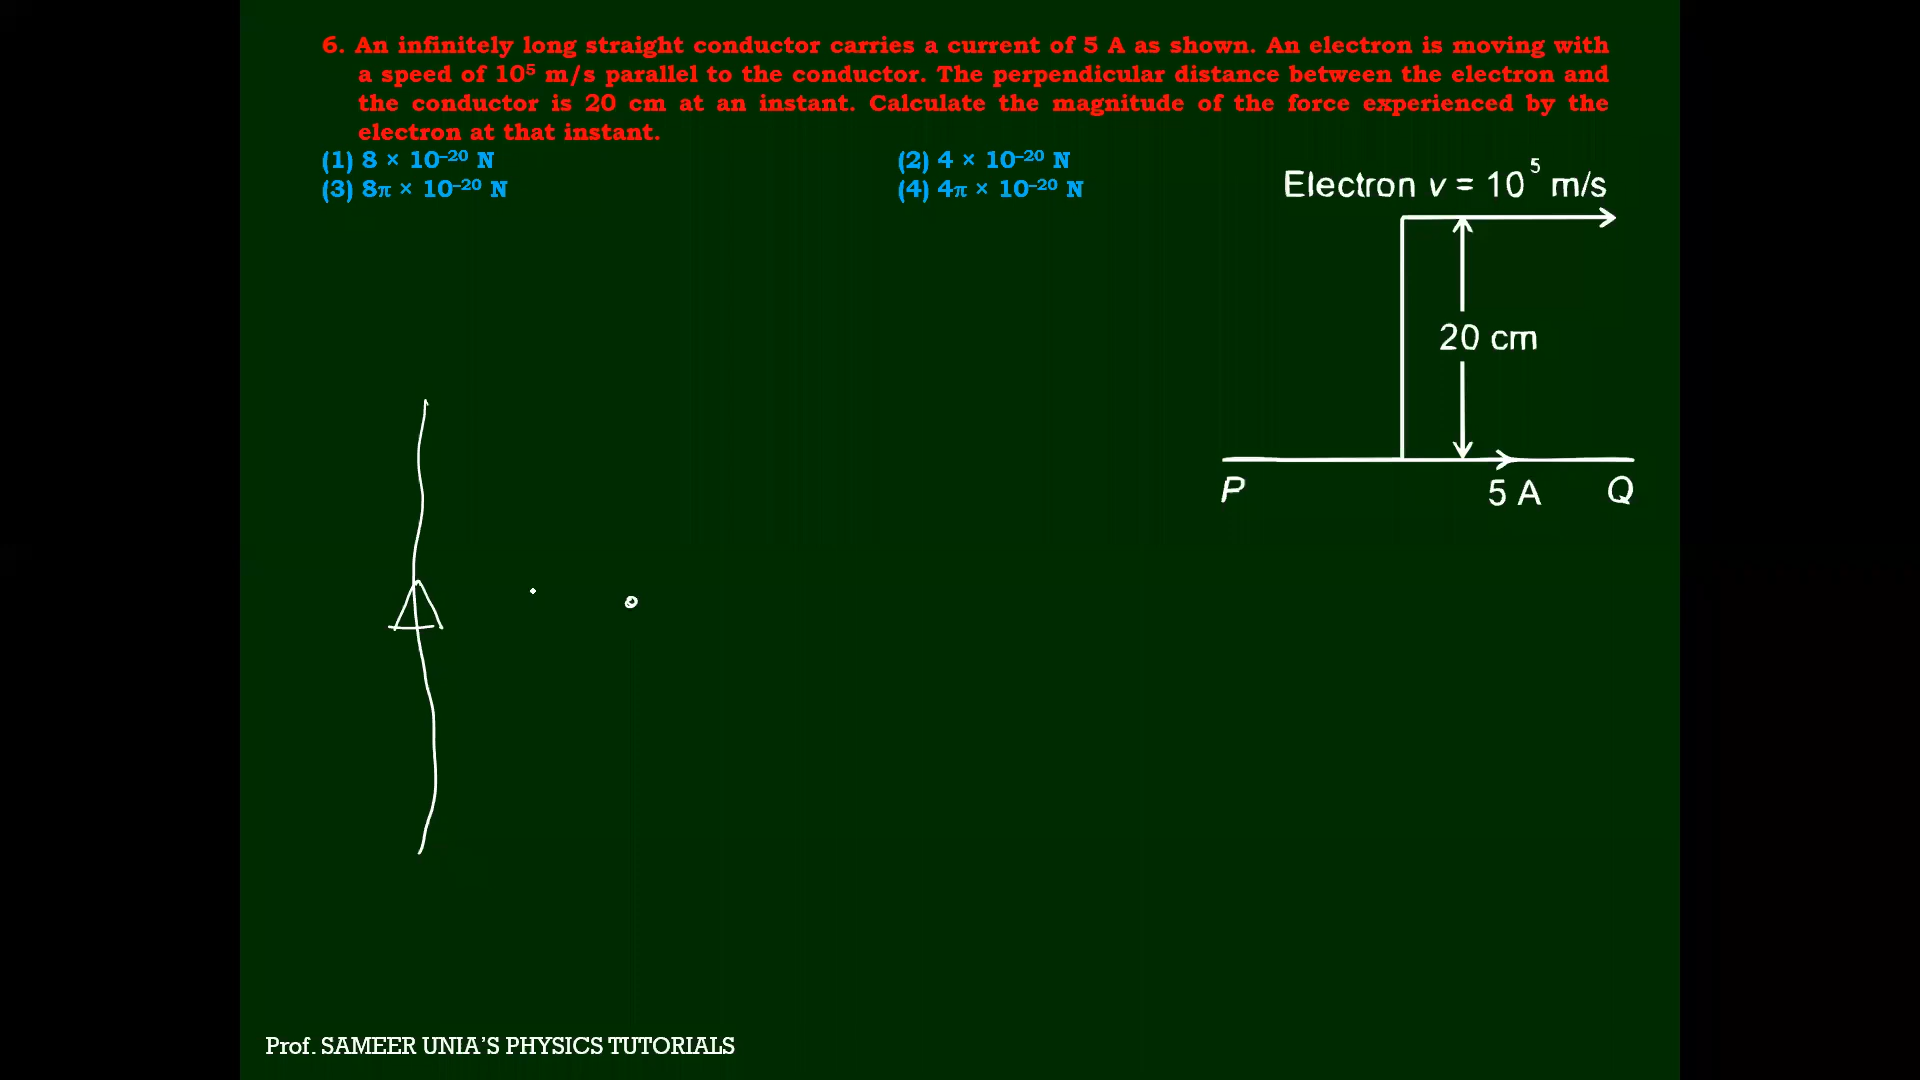 6. An infinitely long straight conductor carries a current of 5 A as shown. An electron is moving with
a speed of 10⁵ m/s parallel to the conductor. The perpendicular distance between the electron and
the conductor is 20 cm at an instant. Calculate the magnitude of the force experienced by the
electron at that instant.
(1) 8 × 10⁻²⁰ N (2) 4 × 10⁻²⁰ N
(3) 8π × 10⁻²⁰ N (4) 4π × 10⁻²⁰ N
Electron v = 10⁵ m/s
20 cm
P 5 A Q
Prof. SAMEER UNIA'S PHYSICS TUTORIALS